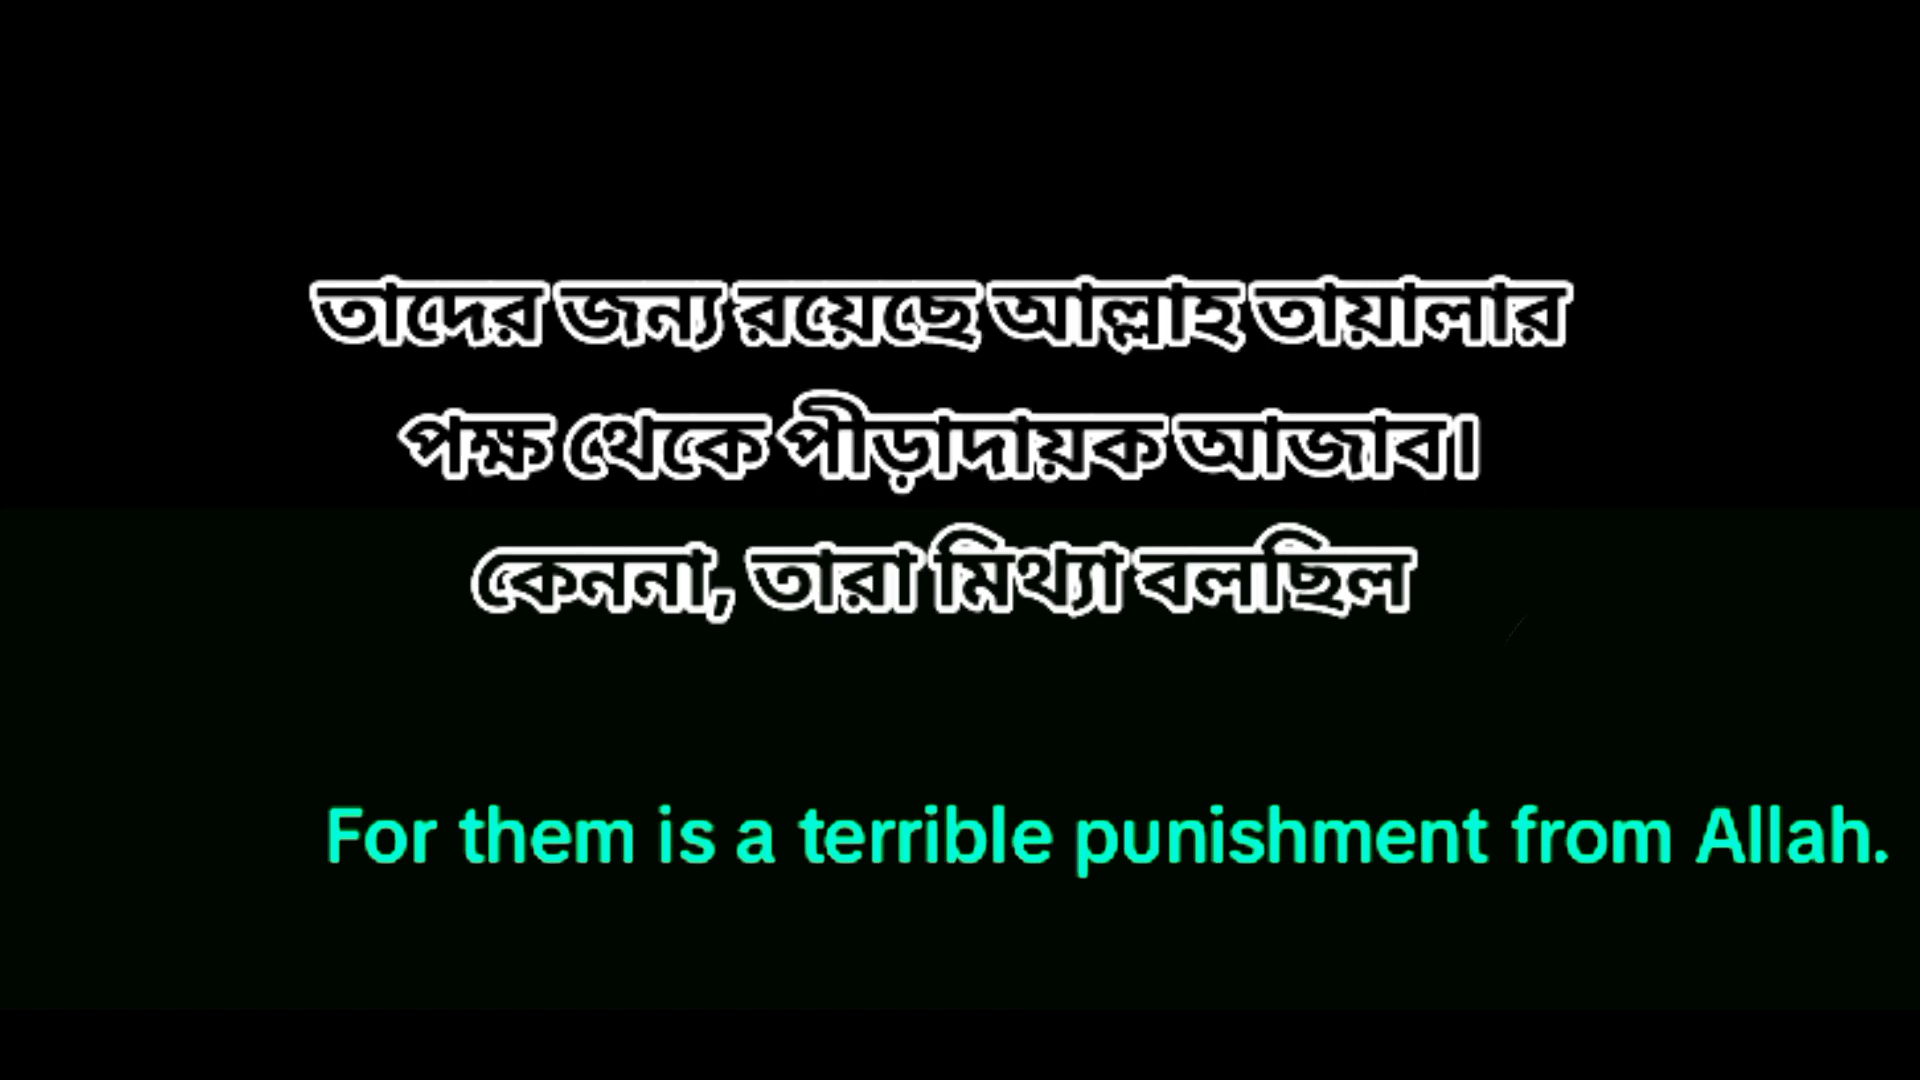 তাদের জন্য রয়েছে আল্লাহ তায়ালার
পক্ষ থেকে পীড়াদায়ক আজাব।
কেননা, তারা মিথ্যা বলছিল
For them is a terrible punishment from Allah.